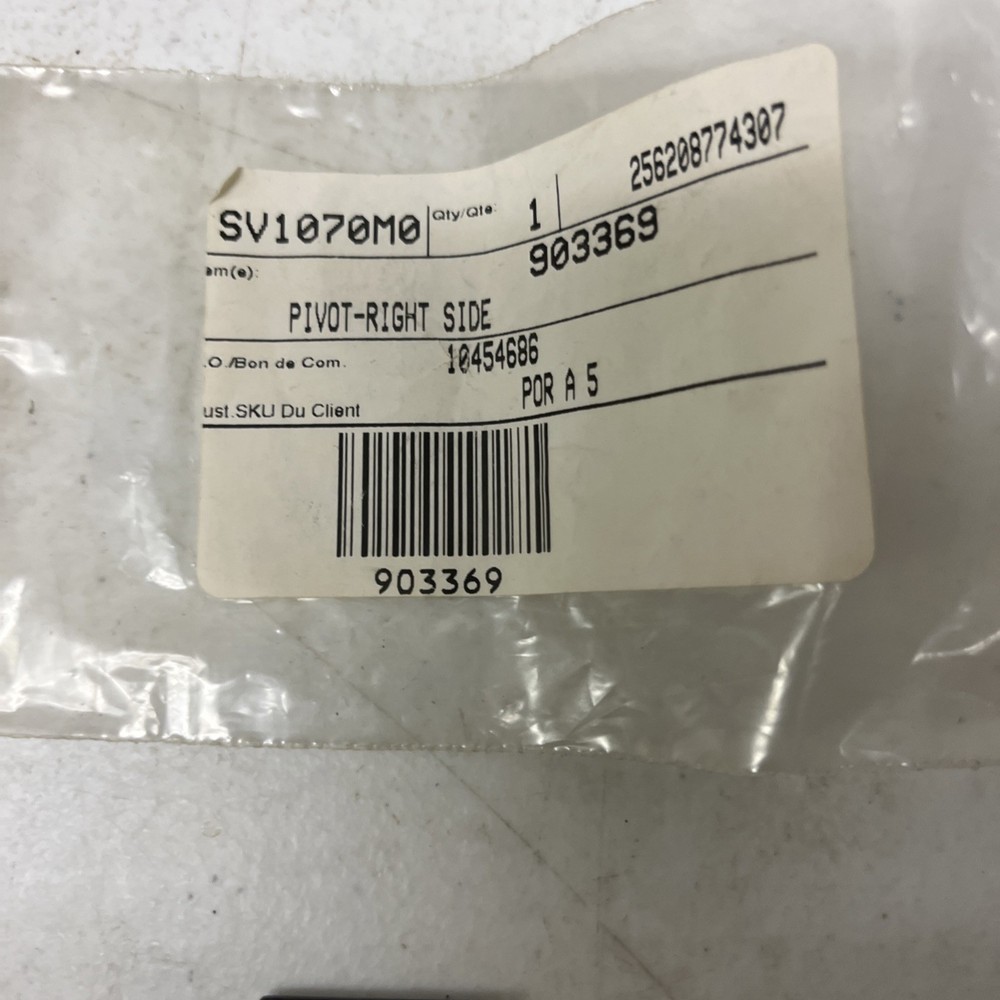 SV1070M0 Qty/Qte: 1 256208774307
em(e): 903369
PIVOT-RIGHT SIDE
.O./Bon de Com. 10454686
ust.SKU Du Client POR A 5
903369